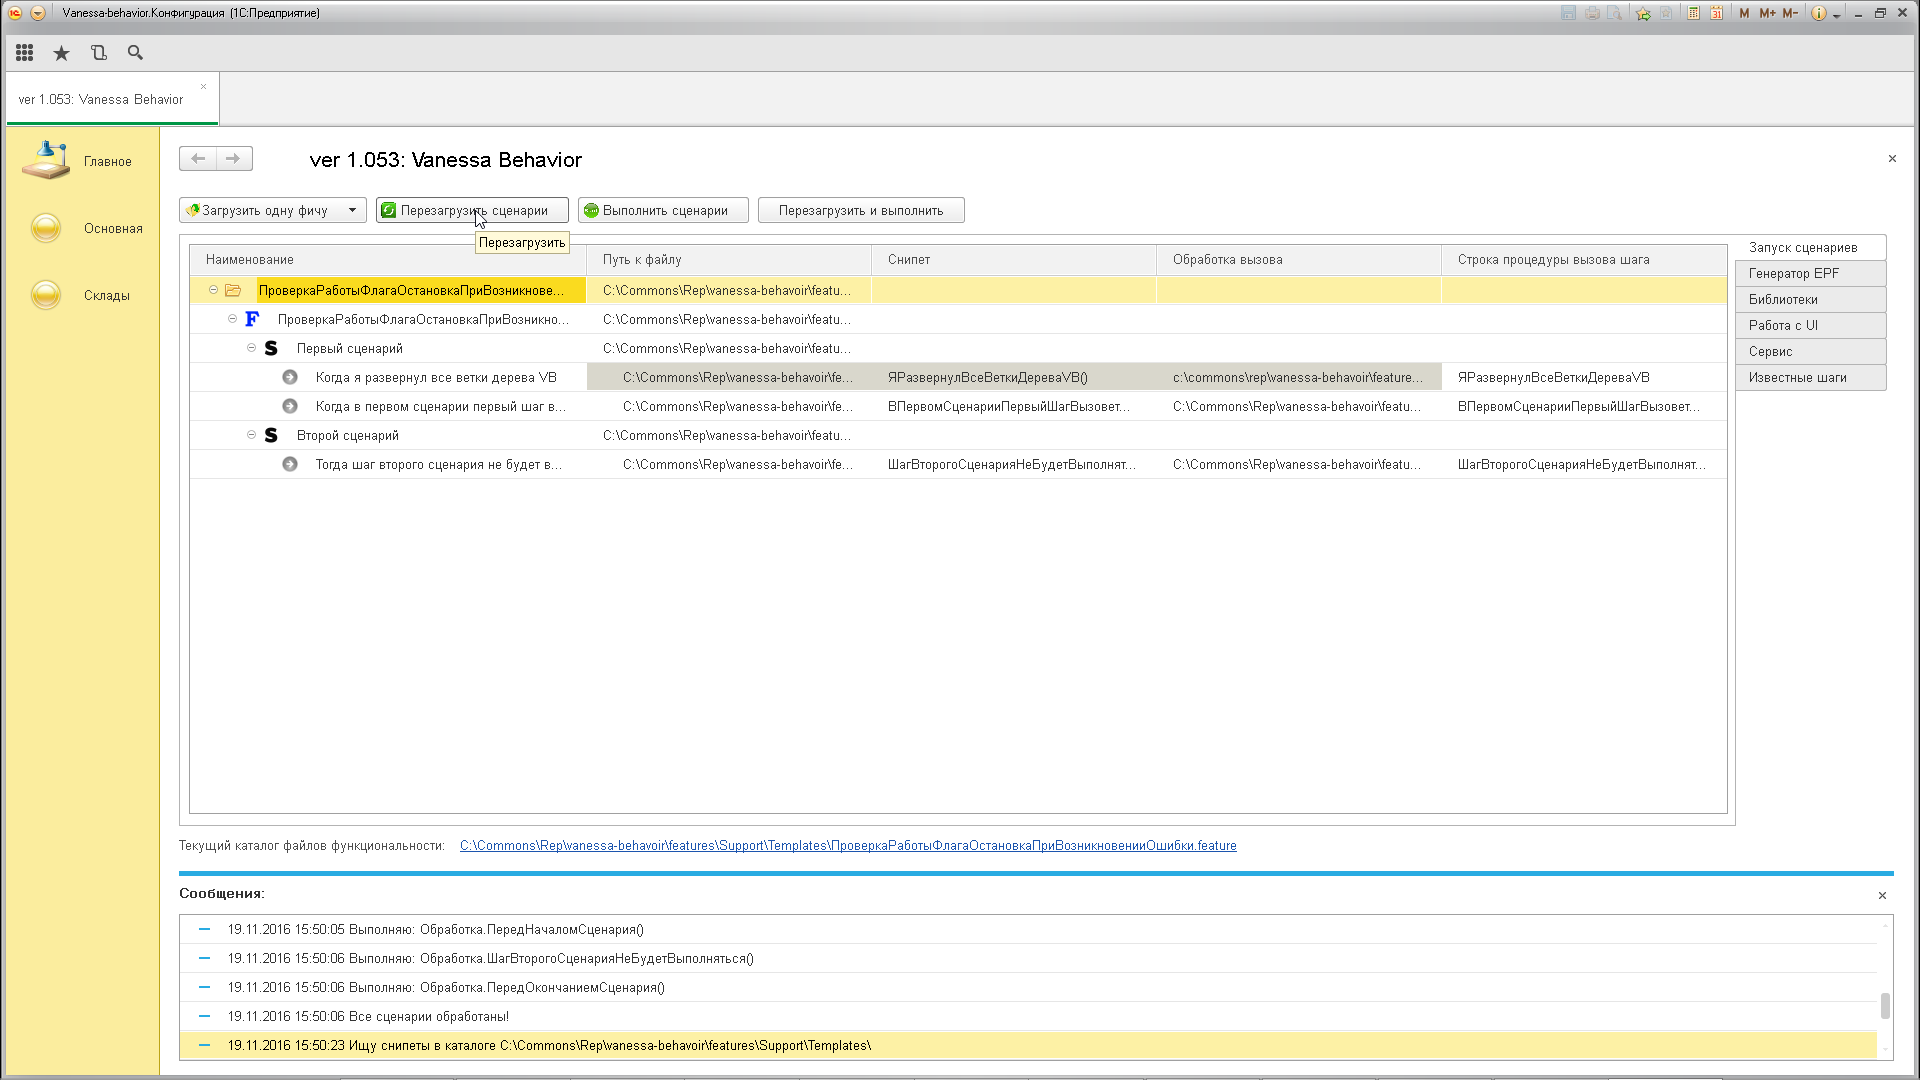 Vanessa-behavior.Конфигурация (1С:Предприятие)
M M+ M-
ver 1.053: Vanessa Behavior
Главное
Основная
Склады
ver 1.053: Vanessa Behavior
Загрузить одну фичу
Перезагрузить сценарии
Выполнить сценарии
Перезагрузить и выполнить
Перезагрузить
Наименование Путь к файлу Снипет Обработка вызова Строка процедуры вызова шага
ПроверкаРаботыФлагаОстановкаПриВозникнове... C:\Commons\Rep\vanessa-behavoir\featu...
F ПроверкаРаботыФлагаОстановкаПриВозникно... C:\Commons\Rep\vanessa-behavoir\featu...
S Первый сценарий C:\Commons\Rep\vanessa-behavoir\featu...
Когда я развернул все ветки дерева VB C:\Commons\Rep\vanessa-behavoir\fe... ЯРазвернулВсеВеткиДереваVB() c:\commons\rep\vanessa-behavoir\feature... ЯРазвернулВсеВеткиДереваVB
Когда в первом сценарии первый шаг в... C:\Commons\Rep\vanessa-behavoir\fe... ВПервомСценарииПервыйШагВызовет... C:\Commons\Rep\vanessa-behavoir\featu... ВПервомСценарииПервыйШагВызовет...
S Второй сценарий C:\Commons\Rep\vanessa-behavoir\featu...
Тогда шаг второго сценария не будет в... C:\Commons\Rep\vanessa-behavoir\fe... ШагВторогоСценарияНеБудетВыполнят... C:\Commons\Rep\vanessa-behavoir\featu... ШагВторогоСценарияНеБудетВыполнят...
Запуск сценариев
Генератор EPF
Библиотеки
Работа с UI
Сервис
Известные шаги
Текущий каталог файлов функциональности: C:\Commons\Rep\vanessa-behavoir\features\Support\Templates\ПроверкаРаботыФлагаОстановкаПриВозникновенииОшибки.feature
Сообщения:
19.11.2016 15:50:05 Выполняю: Обработка.ПередНачаломСценария()
19.11.2016 15:50:06 Выполняю: Обработка.ШагВторогоСценарияНеБудетВыполняться()
19.11.2016 15:50:06 Выполняю: Обработка.ПередОкончаниемСценария()
19.11.2016 15:50:06 Все сценарии обработаны!
19.11.2016 15:50:23 Ищу снипеты в каталоге C:\Commons\Rep\vanessa-behavoir\features\Support\Templates\